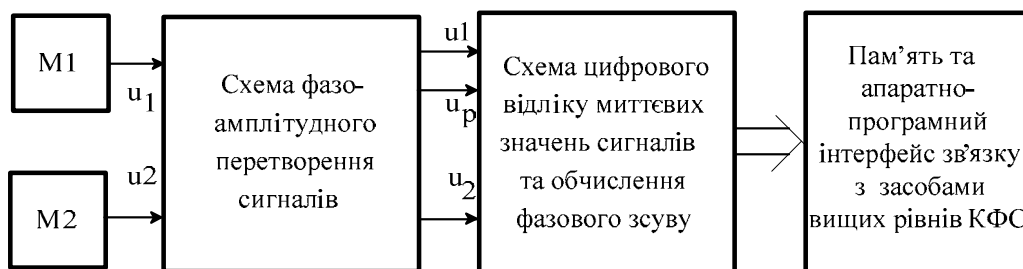 M1
M2
u₁
u2
Схема фазо-
амплітудного
перетворення
сигналів
u1
uₚ
u₂
Схема цифрового
відліку миттєвих
значень сигналів
та обчислення
фазового зсуву
Пам’ять та
апаратно-
програмний
інтерфейс зв'язку
з засобами
вищих рівнів КФС